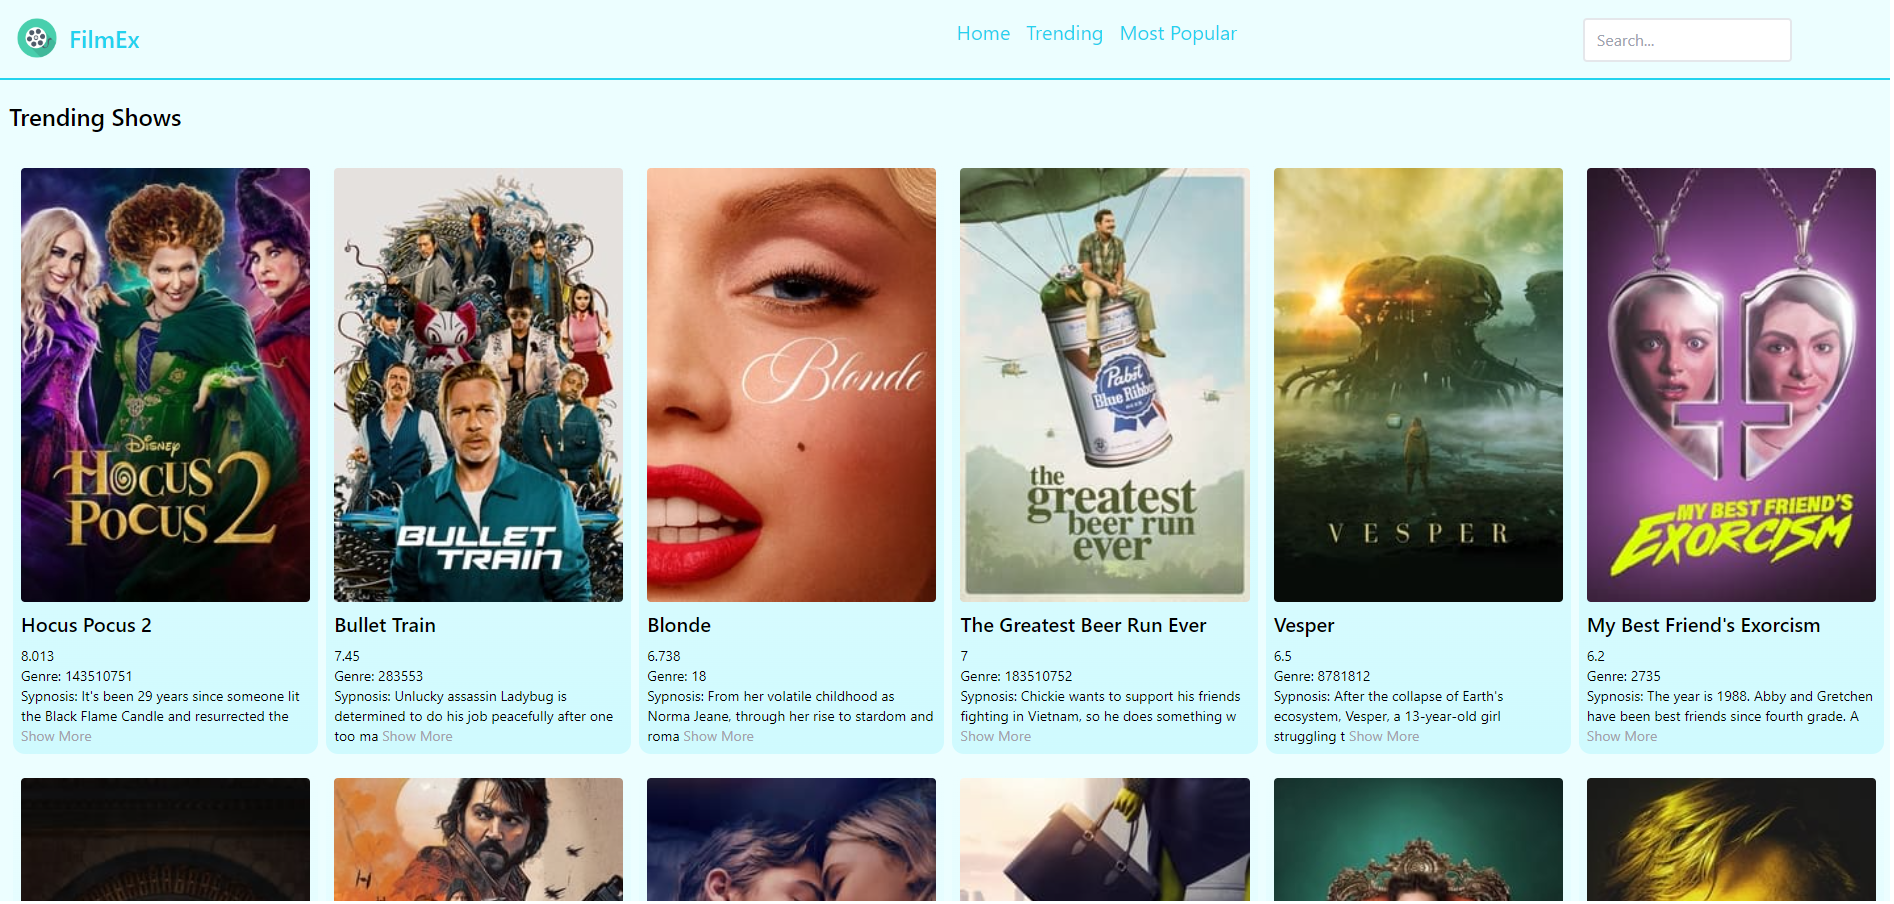 FilmEx
Home Trending Most Popular
Search...
Trending Shows
Disney
Hocus
Pocus 2
BULLET
TRAIN
Blonde
Pabst
Blue Ribbon
BEER
the
greatest
beer run
ever
VESPER
MY BEST FRIEND'S
EXORCISM
Hocus Pocus 2
8.013
Genre: 143510751
Sypnosis: It's been 29 years since someone lit
the Black Flame Candle and resurrected the
Show More
Bullet Train
7.45
Genre: 283553
Sypnosis: Unlucky assassin Ladybug is
determined to do his job peacefully after one
too ma Show More
Blonde
6.738
Genre: 18
Sypnosis: From her volatile childhood as
Norma Jeane, through her rise to stardom and
roma Show More
The Greatest Beer Run Ever
7
Genre: 183510752
Sypnosis: Chickie wants to support his friends
fighting in Vietnam, so he does something w
Show More
Vesper
6.5
Genre: 8781812
Sypnosis: After the collapse of Earth's
ecosystem, Vesper, a 13-year-old girl
struggling t Show More
My Best Friend's Exorcism
6.2
Genre: 2735
Sypnosis: The year is 1988. Abby and Gretchen
have been best friends since fourth grade. A
Show More